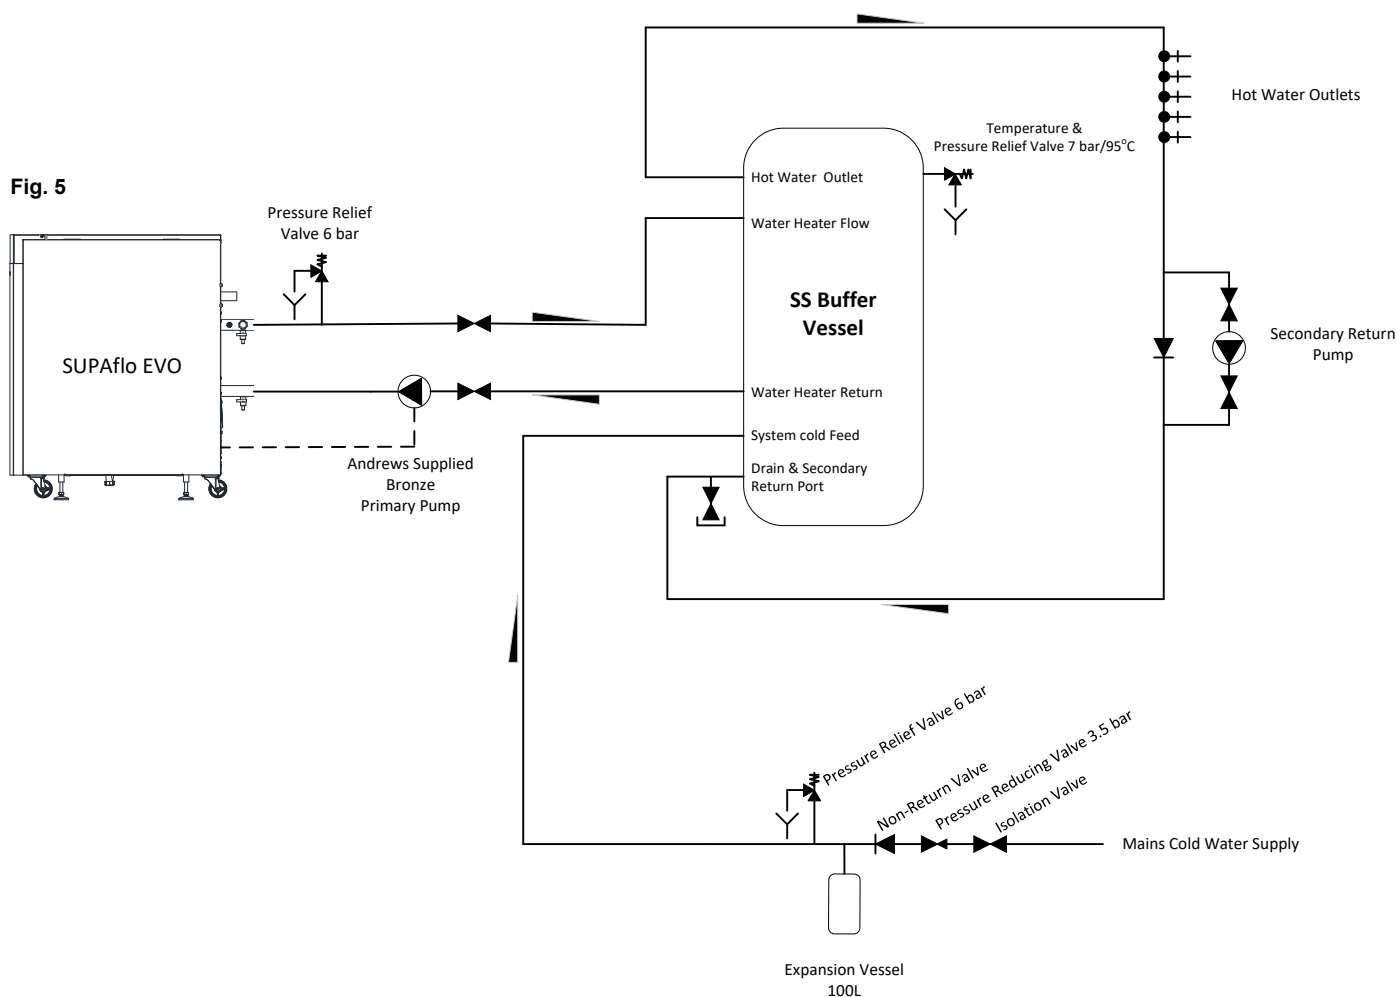 Hot Water Outlets
Temperature &
Pressure Relief Valve 7 bar/95°C
Fig. 5
Hot Water Outlet
Pressure Relief
Valve 6 bar
Water Heater Flow
SS Buffer
Vessel
Secondary Return
Pump
SUPAflo EVO
Water Heater Return
System cold Feed
Andrews Supplied
Bronze
Primary Pump
Drain & Secondary
Return Port
Pressure Relief Valve 6 bar
Non-Return Valve
Pressure Reducing Valve 3.5 bar
Isolation Valve
Mains Cold Water Supply
Expansion Vessel
100L